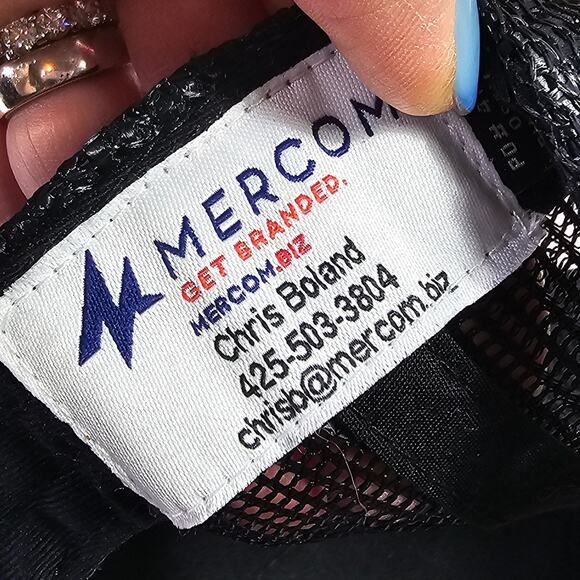 MERCOM
GET BRANDED.
MERCOM.BIZ
Chris Boland
425-503-3804
chrisb@mercom.biz